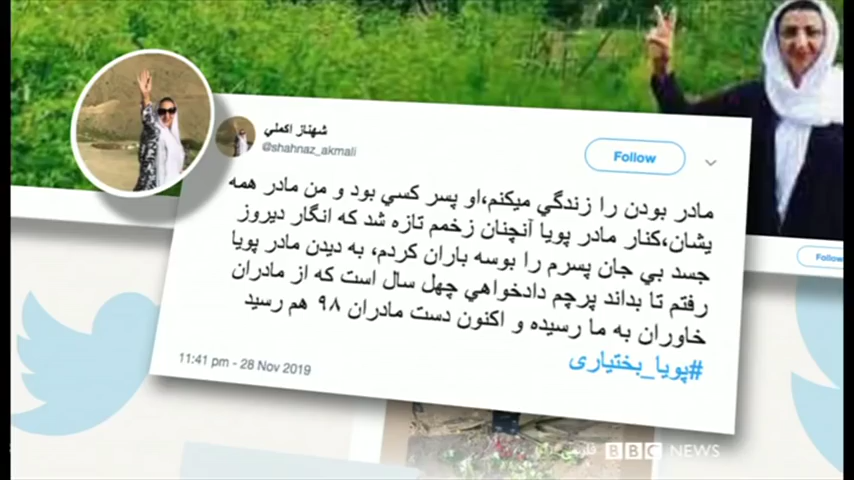 شهناز اکملي
@shahnaz_akmali
Follow
مادر بودن را زندگي ميکنم،او پسر کسي بود و من مادر همه
يشان،کنار مادر پويا آنچنان زخمم تازه شد که انگار ديروز
جسد بي جان پسرم را بوسه باران کردم، به ديدن مادر پويا
رفتم تا بداند پرچم دادخواهي چهل سال است که از مادران
خاوران به ما رسيده و اکنون دست مادران ٩٨ هم رسيد
#پویا_بختیاری
11:41 pm - 28 Nov 2019
Follow
BBC NEWS فارسی